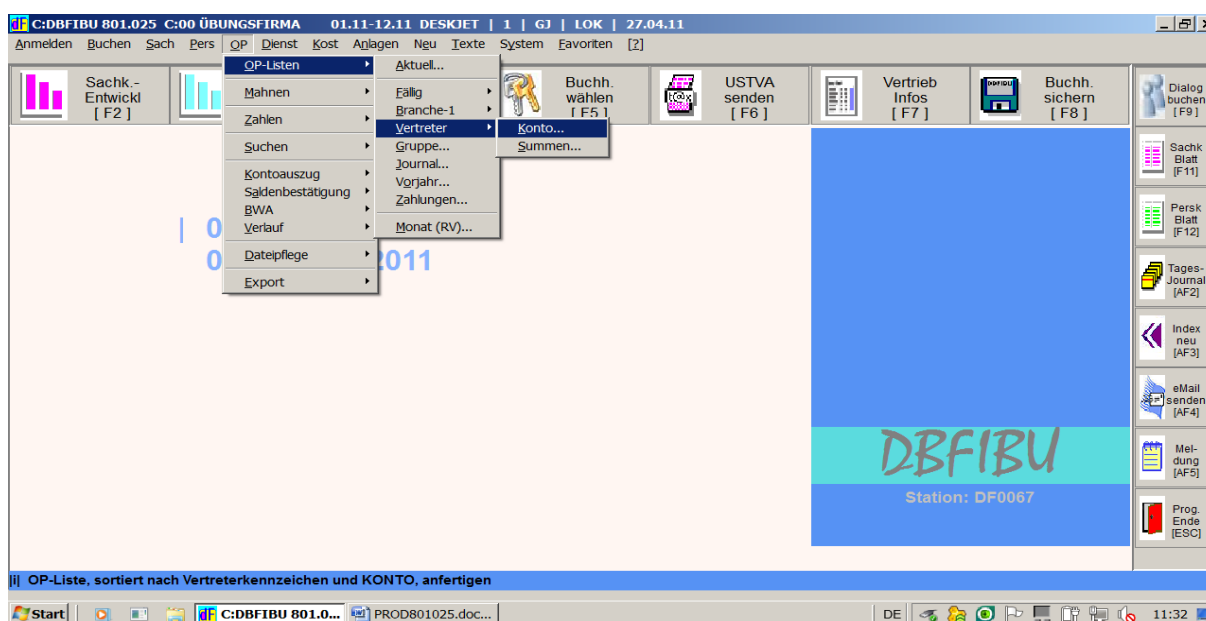 dF C:DBFIBU 801.025 C:00 ÜBUNGSFIRMA 01.11-12.11 DESKJET | 1 | GJ | LOK | 27.04.11
Anmelden Buchen Sach Pers OP Dienst Kost Anlagen Neu Texte System Favoriten [?]
Sachk.-
Entwickl
[ F2 ]
OP-Listen
Mahnen
Zahlen
Suchen
Kontoauszug
Saldenbestätigung
BWA
Verlauf
Dateipflege
Export
Aktuell...
Fällig
Branche-1
Vertreter
Gruppe...
Journal...
Vorjahr...
Zahlungen...
Monat (RV)...
Konto...
Summen...
Buchh.
wählen
[ F5 ]
USTVA
senden
[ F6 ]
Vertrieb
Infos
[ F7 ]
Buchh.
sichern
[ F8 ]
Dialog
buchen
[F9]
Sachk
Blatt
[F11]
Persk
Blatt
[F12]
Tages-
Journal
[AF2]
Index
neu
[AF3]
eMail
senden
[AF4]
Mel-
dung
[AF5]
Prog.
Ende
[ESC]
| 0
0 2011
DBFIBU
Station: DF0067
|i| OP-Liste, sortiert nach Vertreterkennzeichen und KONTO, anfertigen
Start dF C:DBFIBU 801.0... PROD801025.doc... DE 11:32